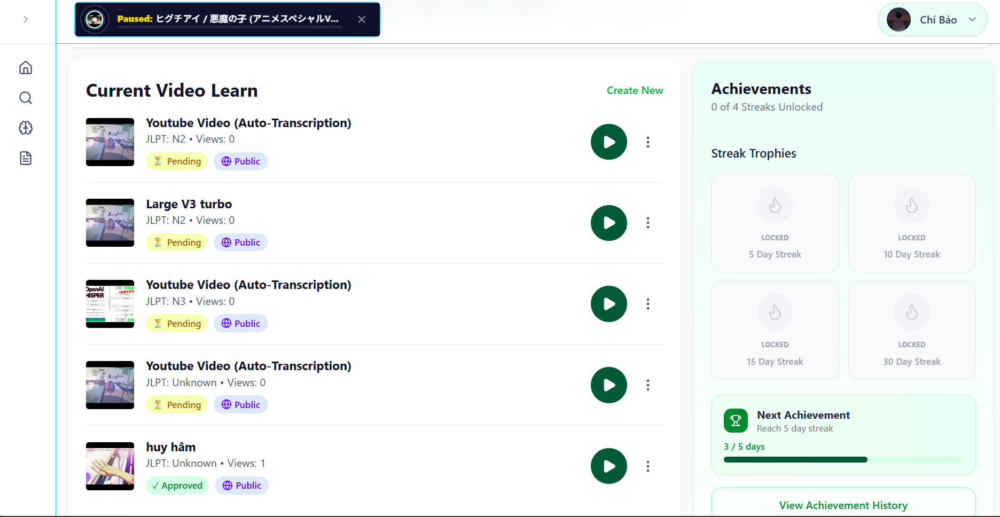 Paused: ヒグチアイ / 悪魔の子 (アニメスペシャルV...
Chí Bảo
Current Video Learn
Create New
Youtube Video (Auto-Transcription)
JLPT: N2 • Views: 0
⏳ Pending
Public
Large V3 turbo
JLPT: N2 • Views: 0
⏳ Pending
Public
OpenAI
HISPER
OPEN-SOU
Youtube Video (Auto-Transcription)
JLPT: N3 • Views: 0
⏳ Pending
Public
Youtube Video (Auto-Transcription)
JLPT: Unknown • Views: 0
⏳ Pending
Public
huy hâm
JLPT: Unknown • Views: 1
✓ Approved
Public
Achievements
0 of 4 Streaks Unlocked
Streak Trophies
LOCKED
5 Day Streak
LOCKED
10 Day Streak
LOCKED
15 Day Streak
LOCKED
30 Day Streak
Next Achievement
Reach 5 day streak
3 / 5 days
View Achievement History